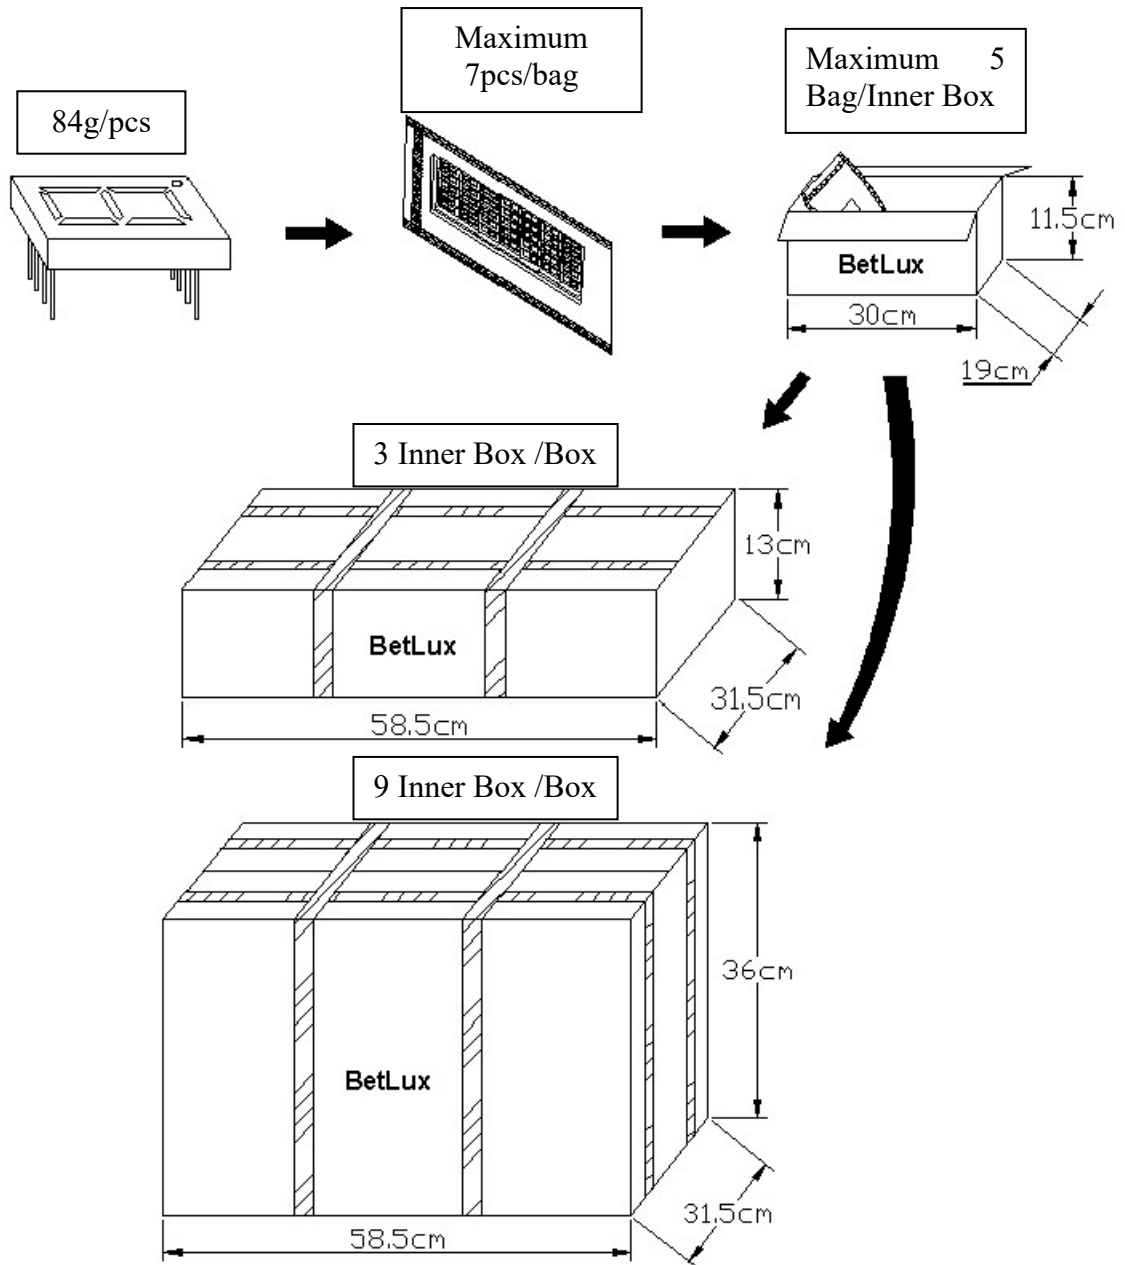 Maximum
7pcs/bag
Maximum 5
Bag/Inner Box
84g/pcs
11.5cm
BetLux
30cm
19cm
3 Inner Box /Box
13cm
BetLux
31.5cm
58.5cm
9 Inner Box /Box
36cm
BetLux
31.5cm
58.5cm